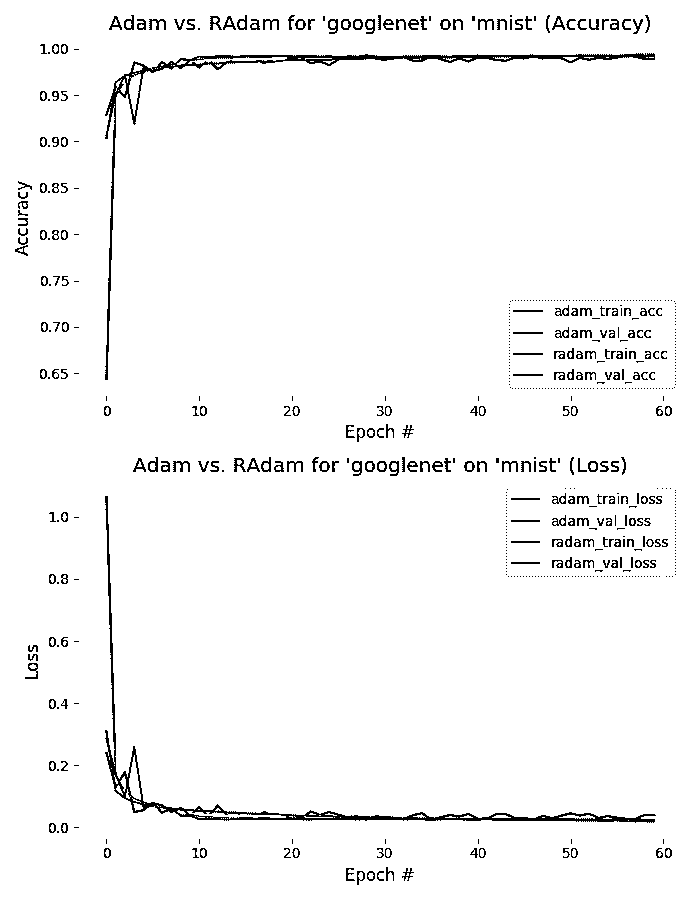 Adam vs. RAdam for 'googlenet' on 'mnist' (Accuracy)
1.00
0.95
0.90
0.85
0.80
0.75
0.70
0.65
Accuracy
adam_train_acc
adam_val_acc
radam_train_acc
radam_val_acc
0 10 20 30 40 50 60
Epoch #
Adam vs. RAdam for 'googlenet' on 'mnist' (Loss)
adam_train_loss
adam_val_loss
radam_train_loss
radam_val_loss
1.0
0.8
0.6
0.4
0.2
0.0
Loss
0 10 20 30 40 50 60
Epoch #